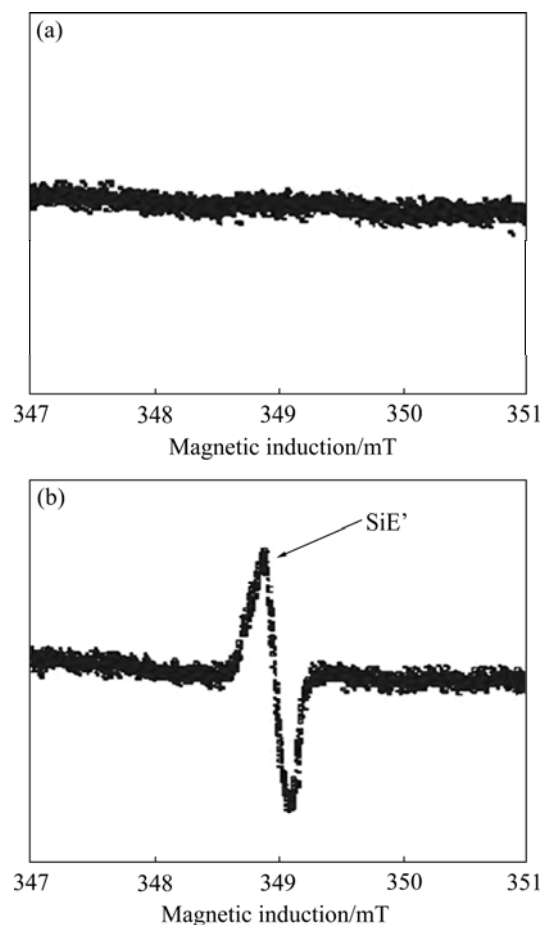 (a)
347 348 349 350 351
Magnetic induction/mT
(b)
SiE’
347 348 349 350 351
Magnetic induction/mT